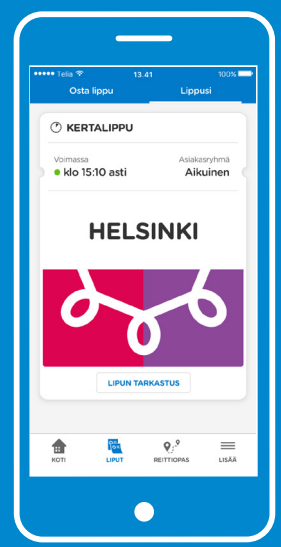 Telia 13.41 100%
Osta lippu Lippusi
KERTALIPPU
Voimassa Asiakasryhmä
klo 15:10 asti Aikuinen
HELSINKI
LIPUN TARKASTUS
KOTI LIPUT REITTIOPAS LISÄÄ